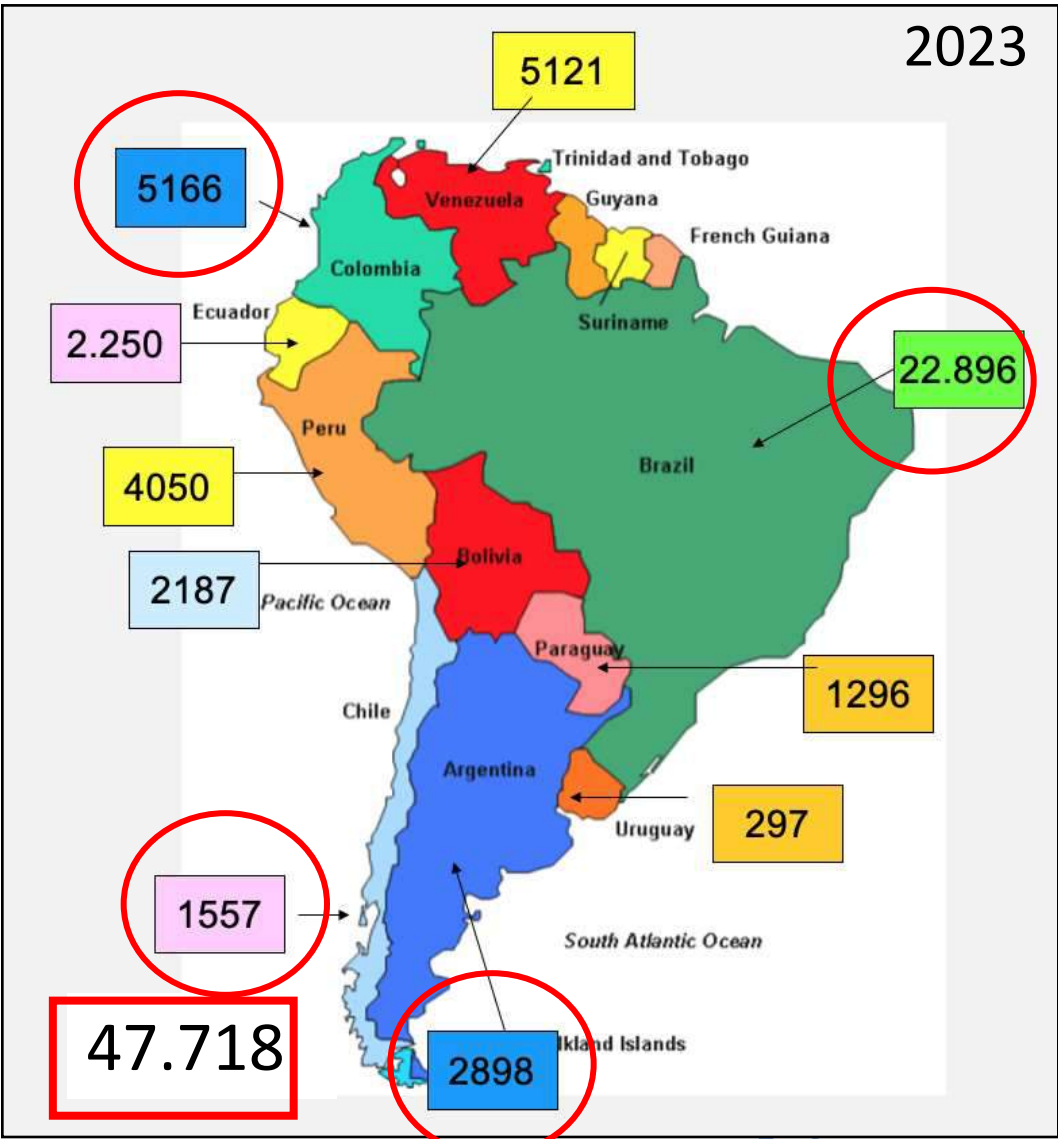 2023
5121
Trinidad and Tobago
5166
Venezuela
Guyana
French Guiana
Colombia
Ecuador
Suriname
2.250
22.896
Peru
Brazil
4050
Bolivia
2187
Pacific Ocean
Paraguay
1296
Chile
Argentina
297
Uruguay
1557
South Atlantic Ocean
47.718
lkland Islands
2898